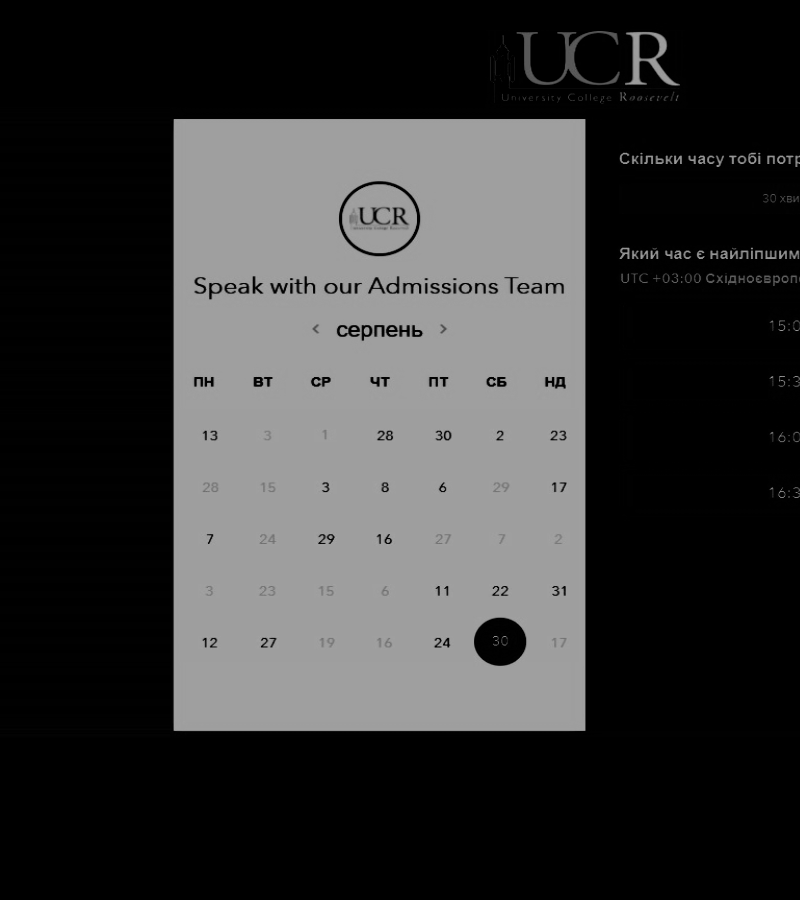 UCR
University College Roosevelt
UCR
Speak with our Admissions Team
< серпень >
ПН ВТ СР ЧТ ПТ СБ НД
13 3 1 28 30 2 23
28 15 3 8 6 29 17
7 24 29 16 27 7 2
3 23 15 6 11 22 31
12 27 19 16 24 30 17
Скільки часу тобі потр
30 хви
Який час є найліпшим
UTC +03:00 Східноєвропе
15:0
15:3
16:0
16:3